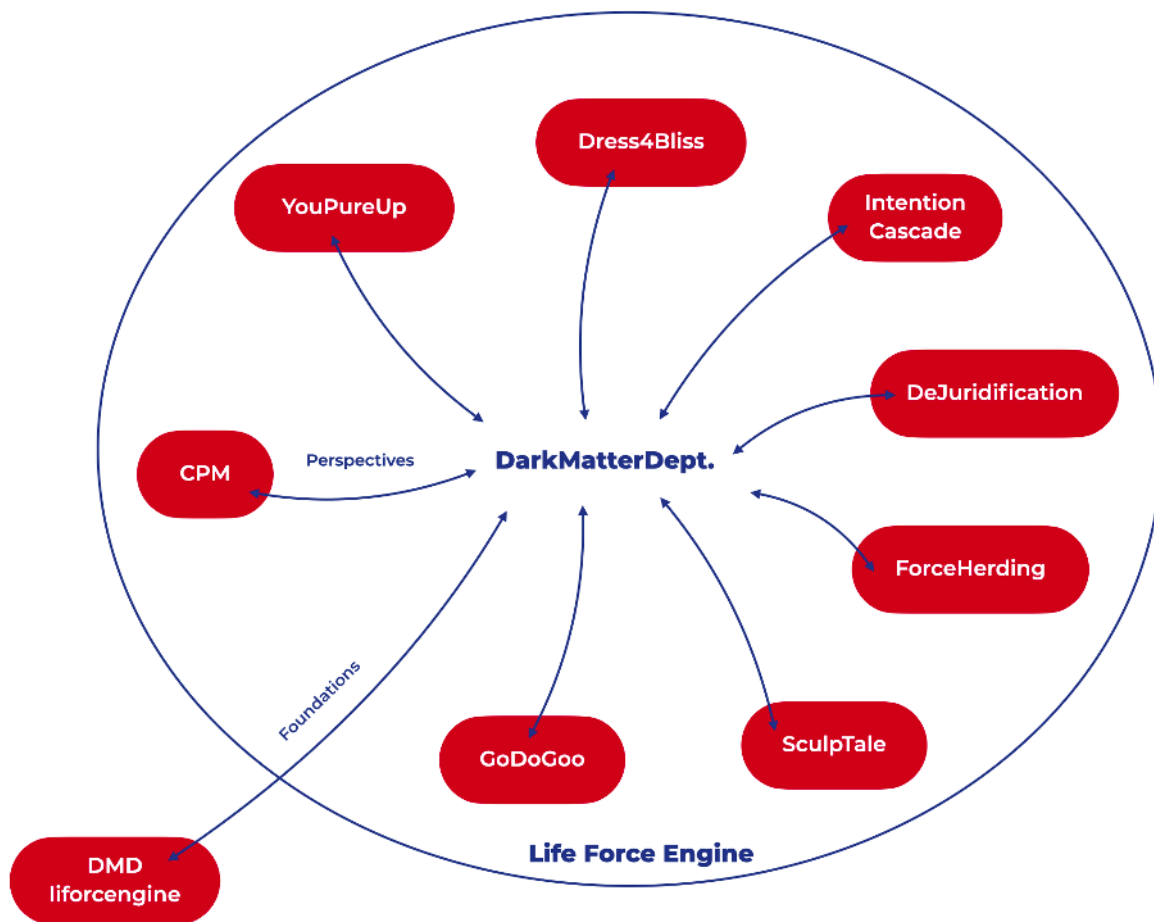 Dress4Bliss
YouPureUp
Intention
Cascade
DeJuridification
DarkMatterDept.
Perspectives
CPM
ForceHerding
Foundations
SculpTale
GoDoGoo
Life Force Engine
DMD
liforcengine